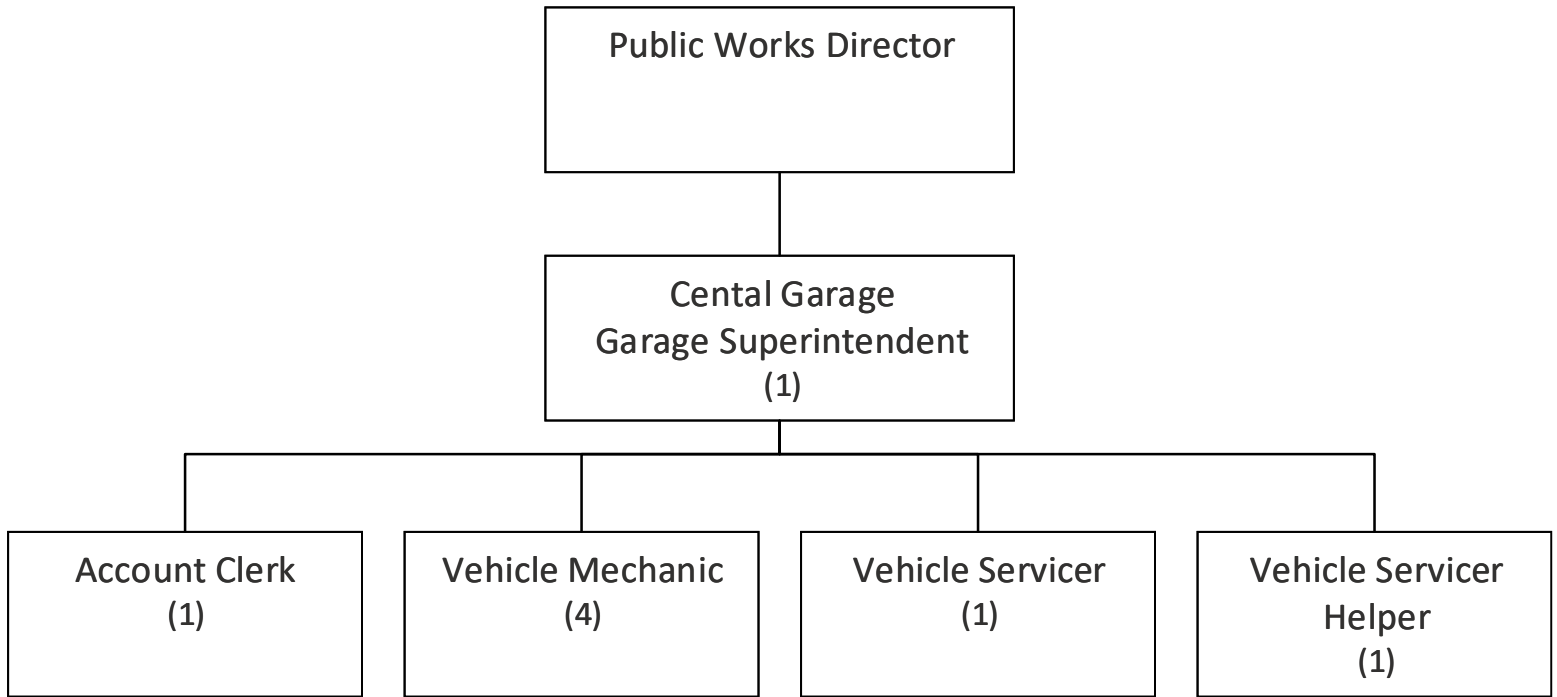 Public Works Director
Cental Garage
Garage Superintendent
(1)
Account Clerk
(1)
Vehicle Mechanic
(4)
Vehicle Servicer
(1)
Vehicle Servicer
Helper
(1)